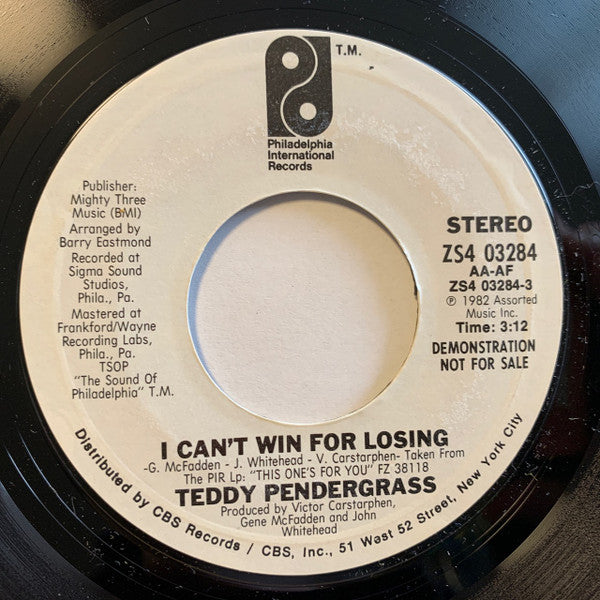 T.M.
Philadelphia
International
Records
Publisher:
Mighty Three
Music (BMI)
Arranged by
Barry Eastmond
Recorded at
Sigma Sound
Studios,
Phila., Pa.
Mastered at
Frankford/Wayne
Recording Labs,
Phila., Pa.
TSOP
"The Sound Of
Philadelphia" T.M.
STEREO
ZS4 03284
AA-AF
ZS4 03284-3
℗ 1982 Assorted
Music Inc.
Time: 3:12
DEMONSTRATION
NOT FOR SALE
I CAN'T WIN FOR LOSING
-G. McFadden - J. Whitehead - V. Carstarphen- Taken From
The PIR Lp: "THIS ONE'S FOR YOU" FZ 38118
TEDDY PENDERGRASS
Produced by Victor Carstarphen,
Gene McFadden and John
Whitehead
Distributed by CBS Records / CBS, Inc., 51 West 52 Street, New York City